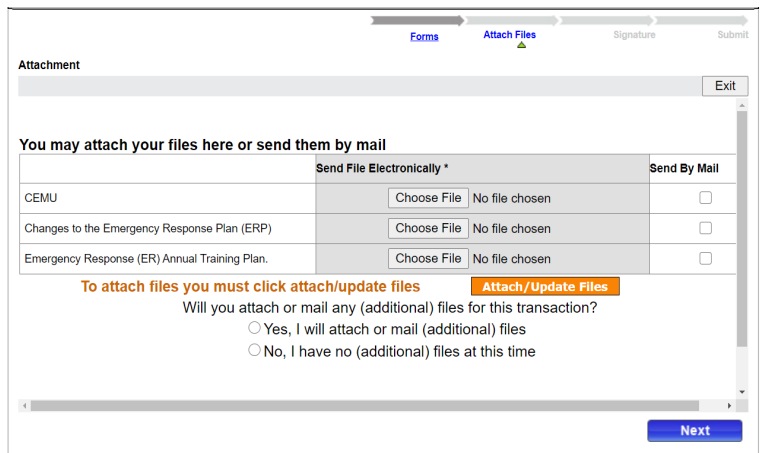 Forms Attach Files Signature Submit
Attachment
Exit
You may attach your files here or send them by mail
Send File Electronically * Send By Mail
CEMU Choose File No file chosen
Changes to the Emergency Response Plan (ERP) Choose File No file chosen
Emergency Response (ER) Annual Training Plan. Choose File No file chosen
To attach files you must click attach/update files Attach/Update Files
Will you attach or mail any (additional) files for this transaction?
Yes, I will attach or mail (additional) files
No, I have no (additional) files at this time
Next